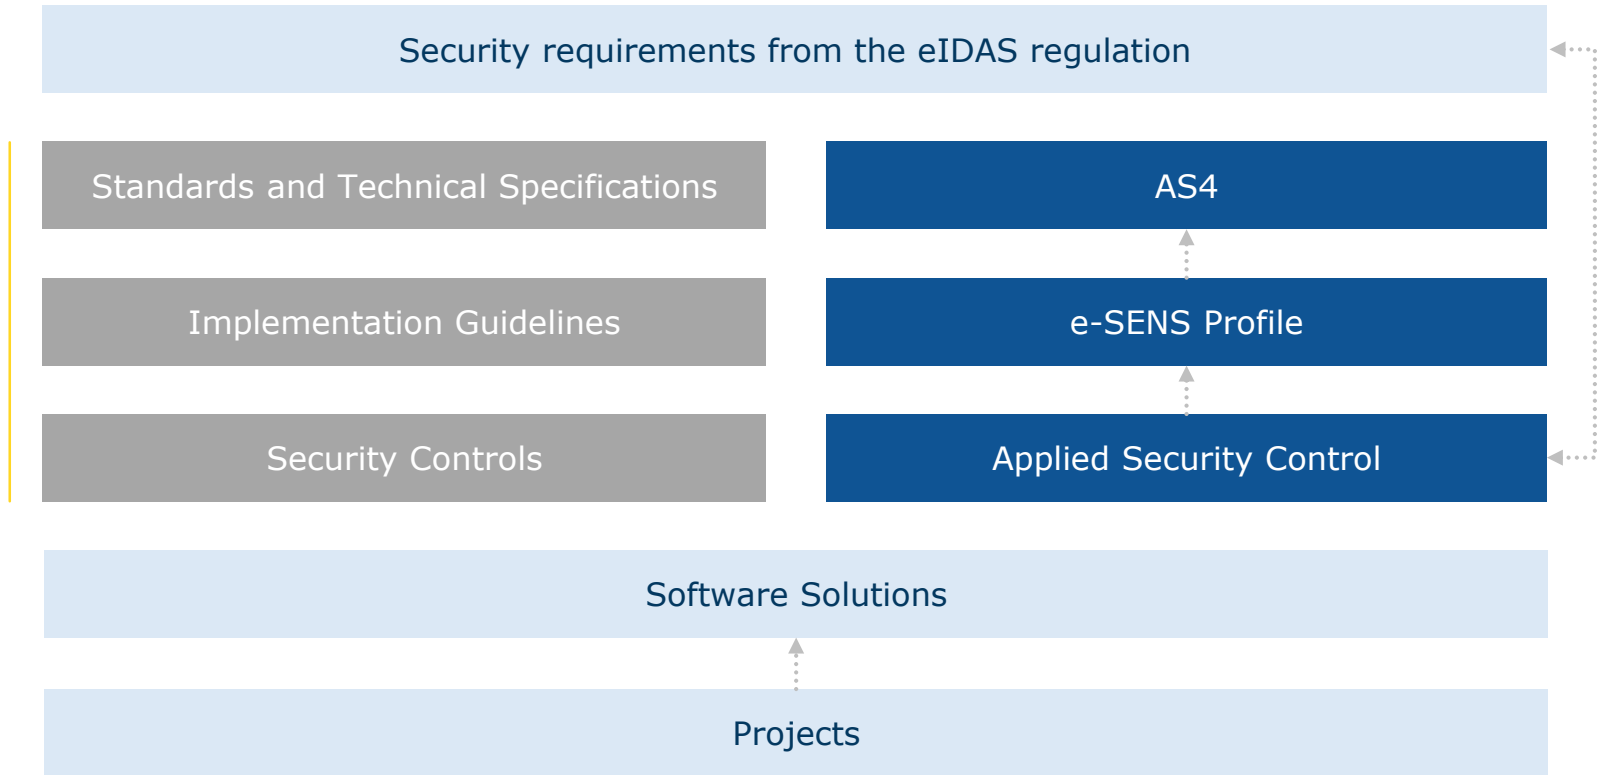 Security requirements from the eIDAS regulation
Standards and Technical Specifications
AS4
Implementation Guidelines
e-SENS Profile
Security Controls
Applied Security Control
Software Solutions
Projects